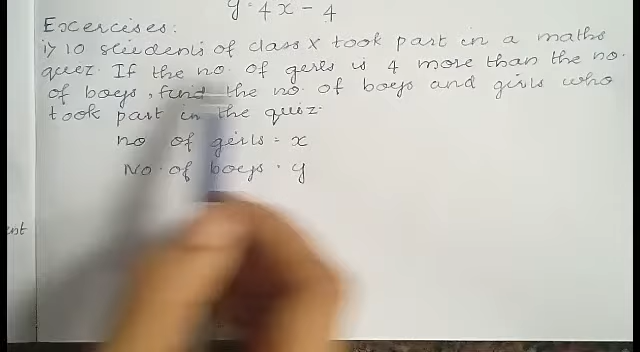 y = 4x - 4
Excercises:
i) 10 students of class X took part in a maths
quiz. If the no. of girls is 4 more than the no.
of boys, find the no. of boys and girls who
took part in the quiz.
no of girls = x
No. of boys . y